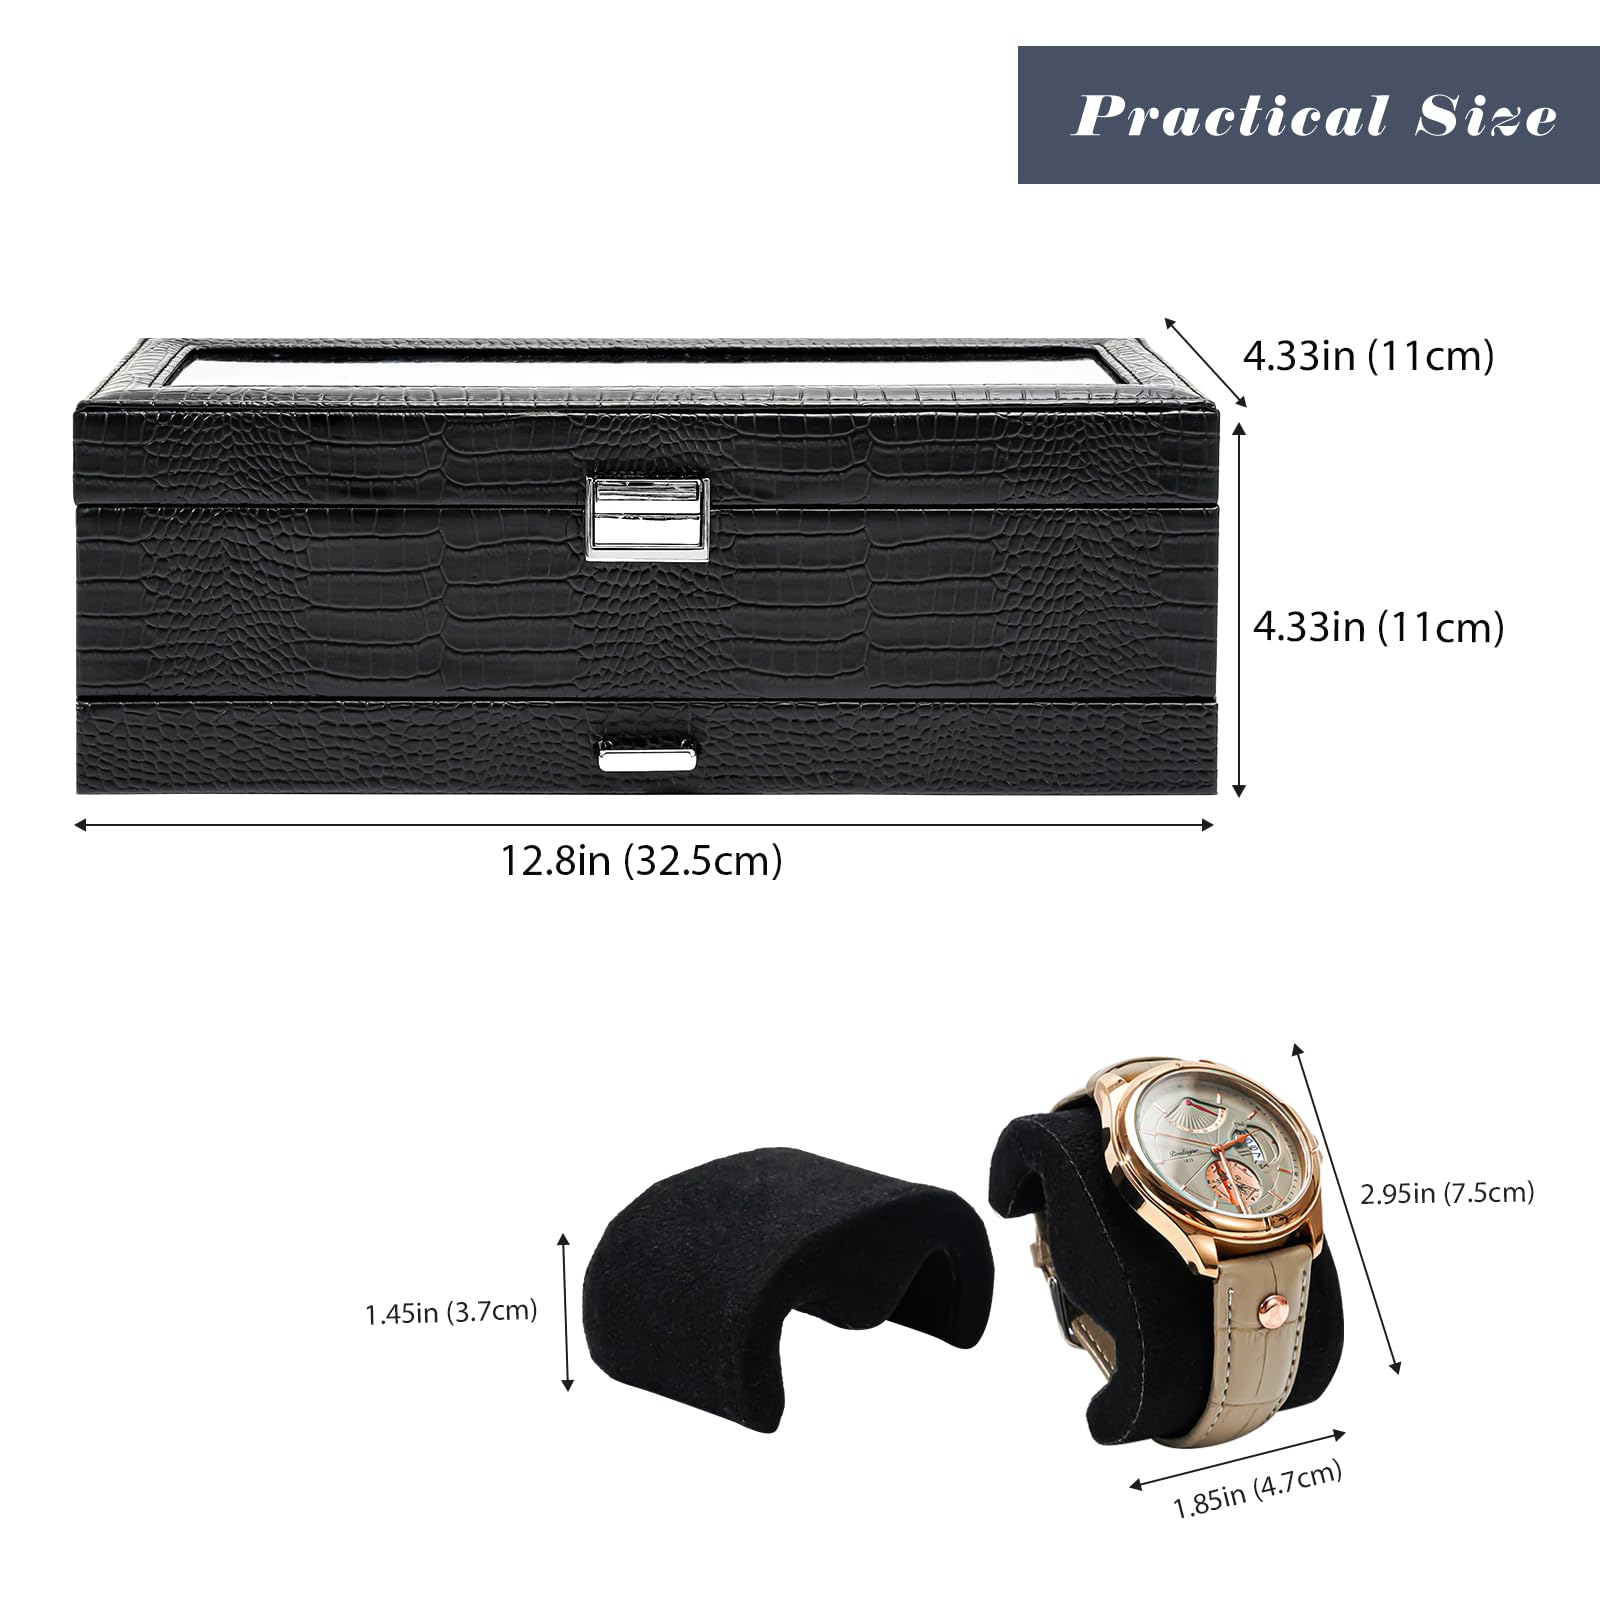 Practical Size
4.33in (11cm)
4.33in (11cm)
12.8in (32.5cm)
2.95in (7.5cm)
1.45in (3.7cm)
1.85in (4.7cm)